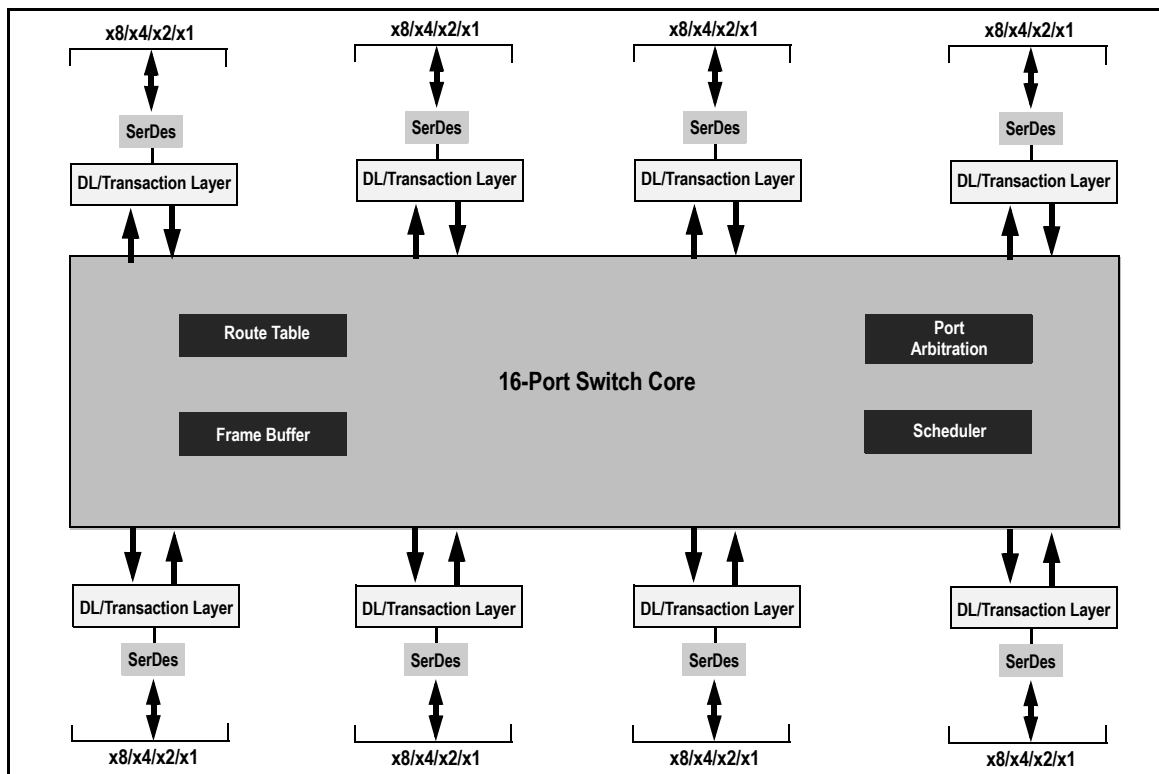 x8/x4/x2/x1
x8/x4/x2/x1
x8/x4/x2/x1
x8/x4/x2/x1
SerDes
SerDes
SerDes
SerDes
DL/Transaction Layer
DL/Transaction Layer
DL/Transaction Layer
DL/Transaction Layer
Route Table
Port
Arbitration
16-Port Switch Core
Frame Buffer
Scheduler
DL/Transaction Layer
DL/Transaction Layer
DL/Transaction Layer
DL/Transaction Layer
SerDes
SerDes
SerDes
SerDes
x8/x4/x2/x1
x8/x4/x2/x1
x8/x4/x2/x1
x8/x4/x2/x1